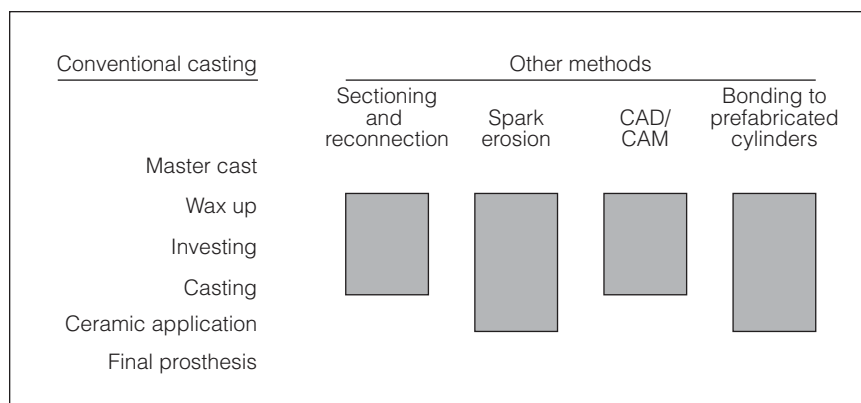 Conventional casting
Other methods
Sectioning
and
reconnection
Spark
erosion
CAD/
CAM
Bonding to
prefabricated
cylinders
Master cast
Wax up
Investing
Casting
Ceramic application
Final prosthesis